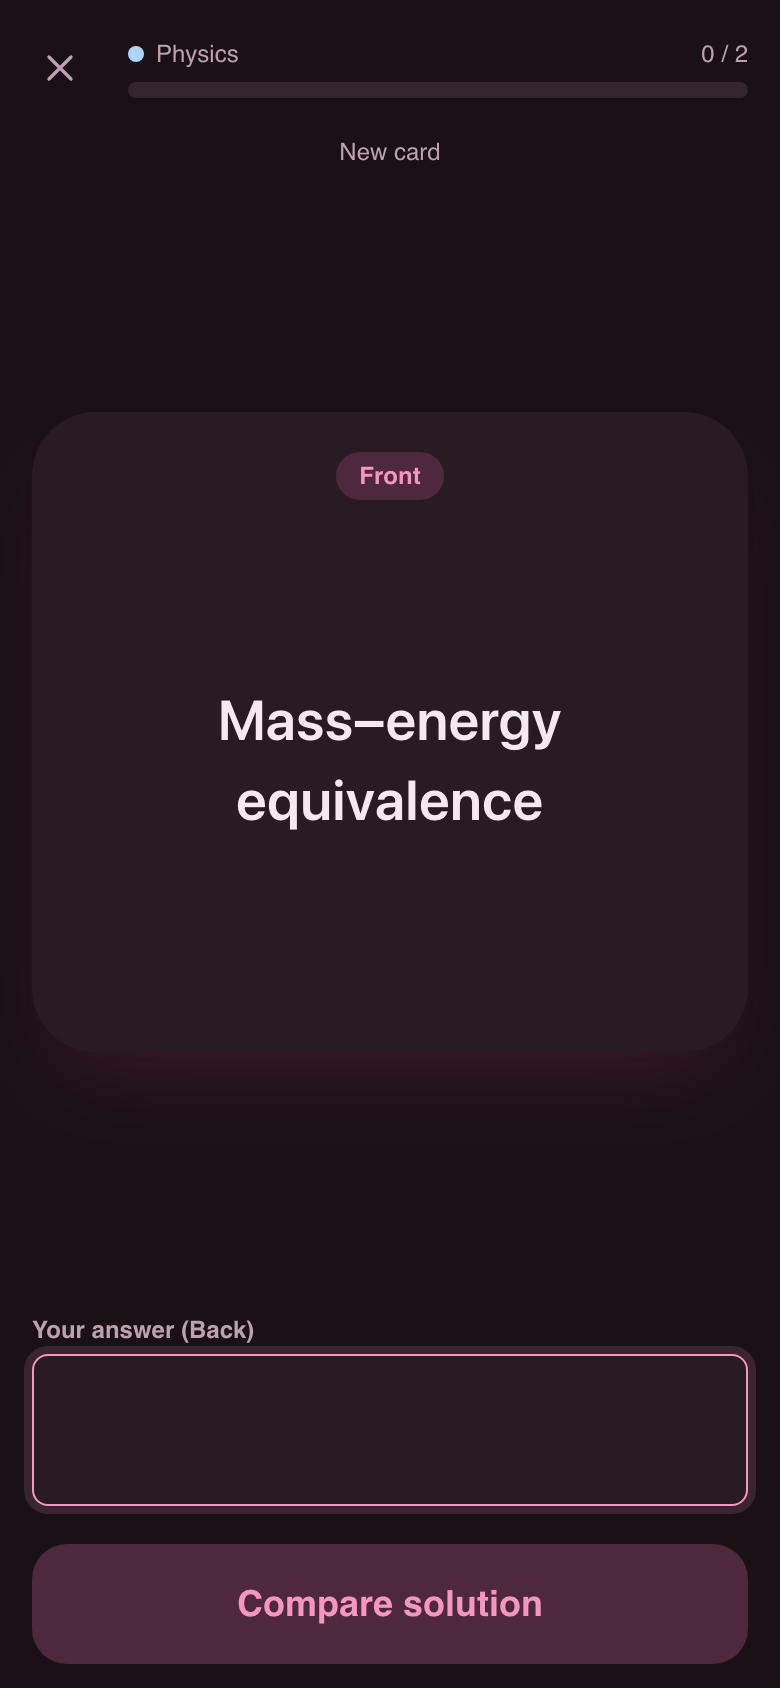 Physics
0 / 2
New card
Front
Mass–energy
equivalence
Your answer (Back)
Compare solution